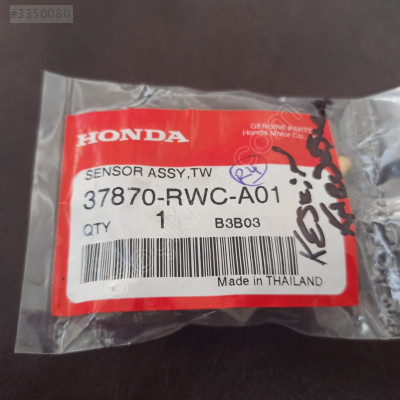 #3350080
GENUINE PARTS
Honda Motor Co.,
HONDA
SENSOR ASSY,TW
37870-RWC-A01
QTY 1 B3B03
Made in THAILAND